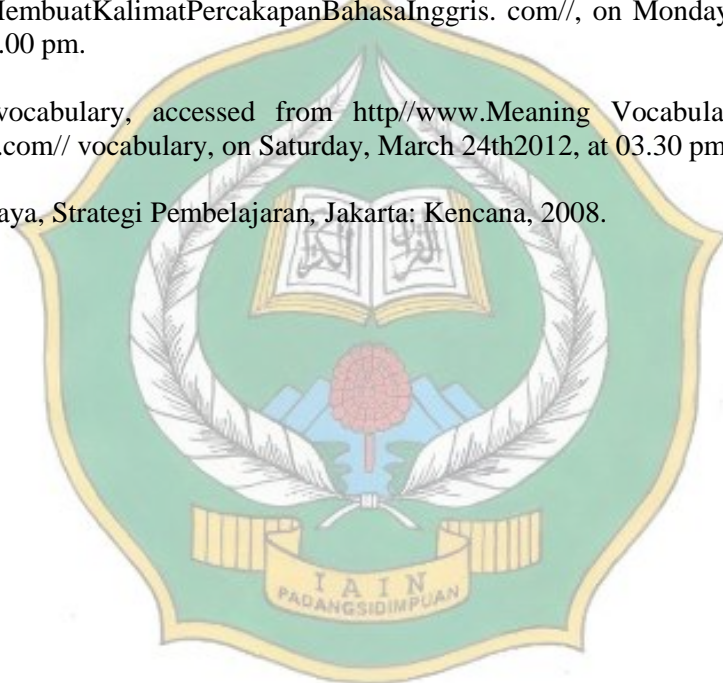 MembuatKalimatPercakapanBahasaInggris. com//, on Monday
.00 pm.
vocabulary, accessed from http//www.Meaning Vocabula
.com// vocabulary, on Saturday, March 24th2012, at 03.30 pm
aya, Strategi Pembelajaran, Jakarta: Kencana, 2008.
I A I N
PADANGSIDIMPUAN